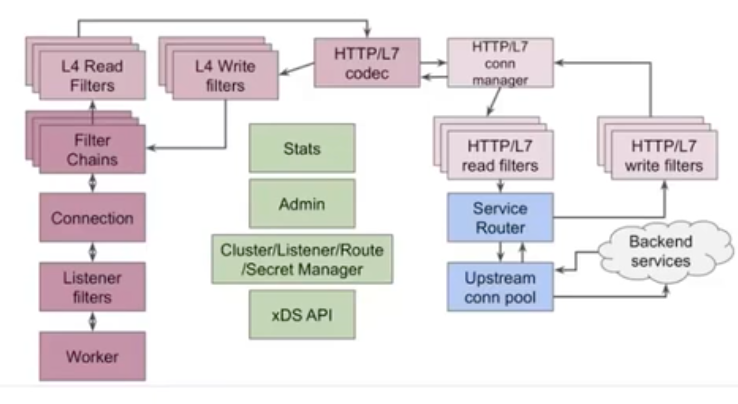 L4 Read
Filters
L4 Write
filters
HTTP/L7
codec
HTTP/L7
conn
manager
Filter
Chains
Stats
HTTP/L7
read filters
HTTP/L7
write filters
Connection
Admin
Service
Router
Cluster/Listener/Route
/Secret Manager
Backend
services
Listener
filters
xDS API
Upstream
conn pool
Worker